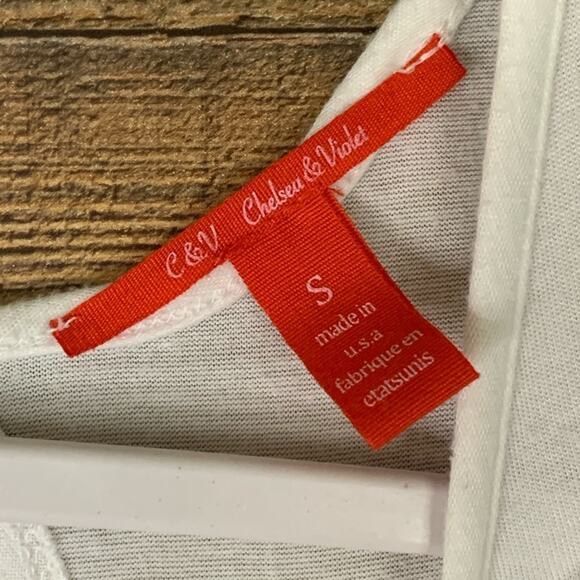 C & V Chelsea & Violet
S
made in
u.s.a
fabrique en
etatsunis